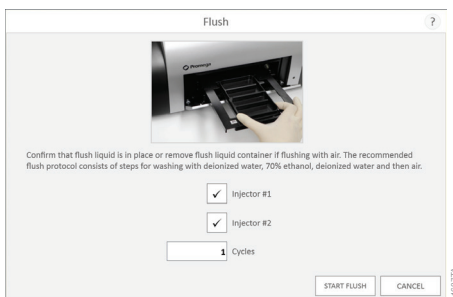 Flush
?
Promega
Confirm that flush liquid is in place or remove flush liquid container if flushing with air. The recommended
flush protocol consists of steps for washing with deionized water, 70% ethanol, deionized water and then air.
Injector #1
Injector #2
1 Cycles
START FLUSH
CANCEL